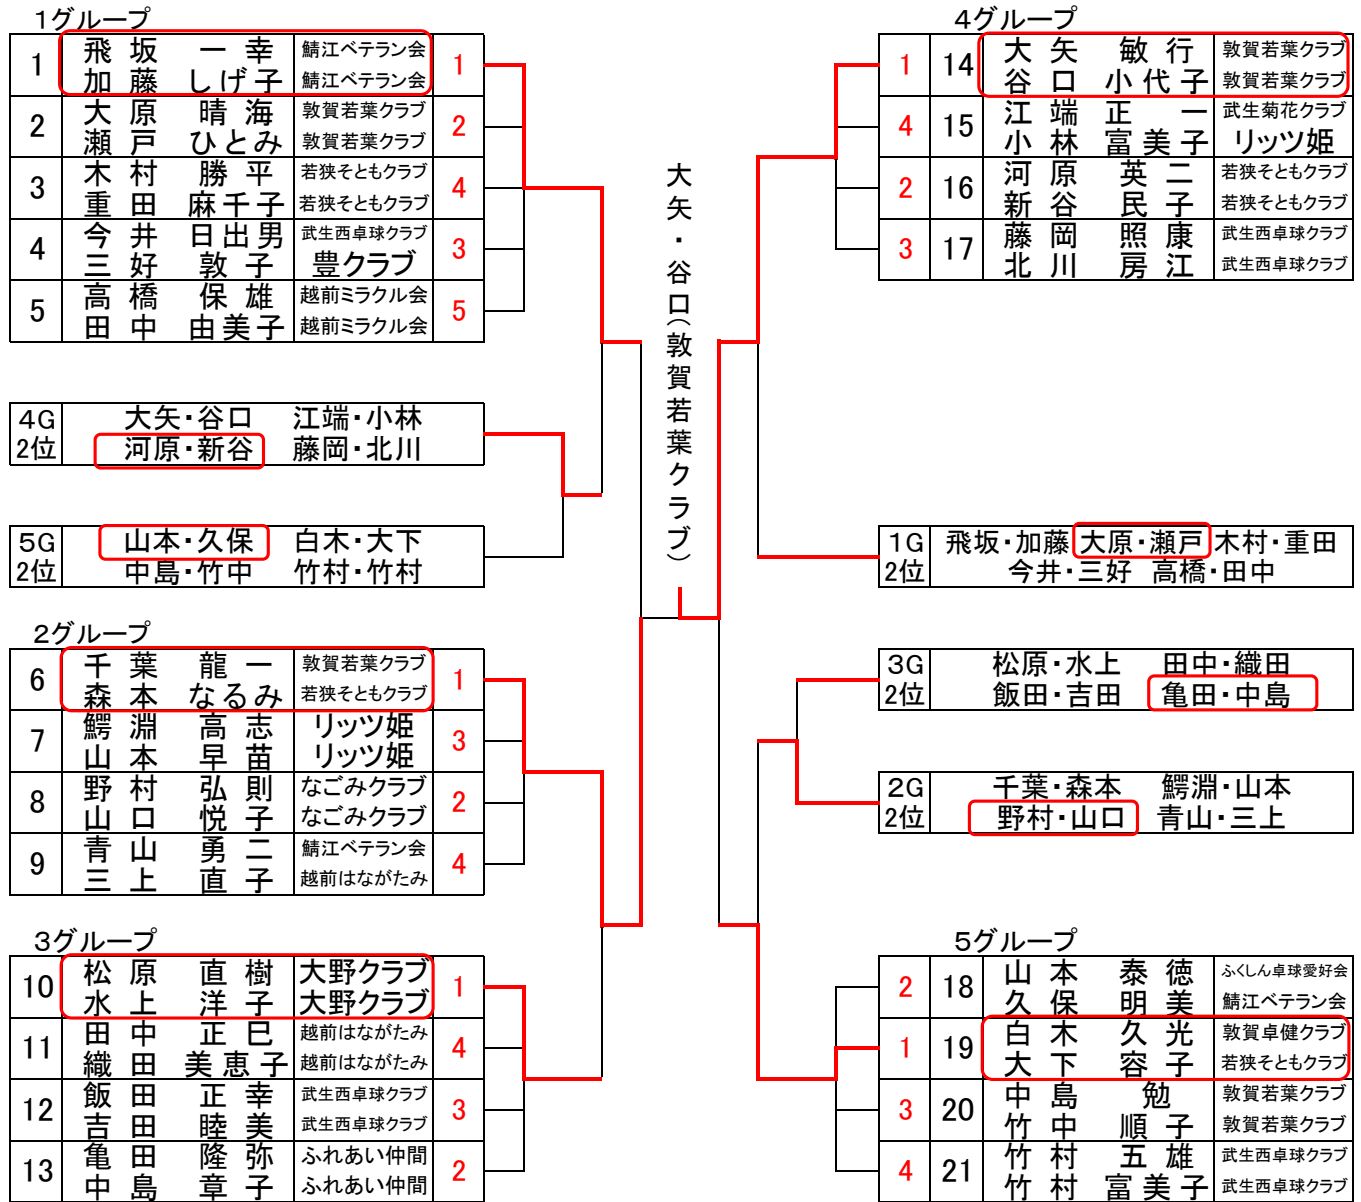 1グループ
1 飛坂 一幸 鯖江ベテラン会 1
加藤 しげ子 鯖江ベテラン会
2 大原 晴海 敦賀若葉クラブ 2
瀬戸 ひとみ 敦賀若葉クラブ
3 木村 勝平 若狭そともクラブ 4
重田 麻千子 若狭そともクラブ
4 今井 日出男 武生西卓球クラブ 3
三好 敦子 豊クラブ
5 高橋 保雄 越前ミラクル会 5
田中 由美子 越前ミラクル会
4G 大矢・谷口 江端・小林
2位 河原・新谷 藤岡・北川
5G 山本・久保 白木・大下
2位 中島・竹中 竹村・竹村
2グループ
6 千葉 龍一 敦賀若葉クラブ 1
森本 なるみ 若狭そともクラブ
7 鰐淵 高志 リッツ姫 3
山本 早苗 リッツ姫
8 野村 弘則 なごみクラブ 2
山口 悦子 なごみクラブ
9 青山 勇二 鯖江ベテラン会 4
三上 直子 越前はながたみ
3グループ
10 松原 直樹 大野クラブ 1
水上 洋子 大野クラブ
11 田中 正巳 越前はながたみ 4
織田 美恵子 越前はながたみ
12 飯田 正幸 武生西卓球クラブ 3
吉田 睦美 武生西卓球クラブ
13 亀田 隆弥 ふれあい仲間 2
中島 章子 ふれあい仲間
大矢・谷口(敦賀若葉クラブ)
4グループ
1 14 大矢 敏行 敦賀若葉クラブ
谷口 小代子 敦賀若葉クラブ
4 15 江端 正一 武生菊花クラブ
小林 富美子 リッツ姫
2 16 河原 英二 若狭そともクラブ
新谷 民子 若狭そともクラブ
3 17 藤岡 照康 武生西卓球クラブ
北川 房江 武生西卓球クラブ
1G 飛坂・加藤 大原・瀬戸 木村・重田
2位 今井・三好 高橋・田中
3G 松原・水上 田中・織田
2位 飯田・吉田 亀田・中島
2G 千葉・森本 鰐淵・山本
2位 野村・山口 青山・三上
5グループ
2 18 山本 泰徳 ふくしん卓球愛好会
久保 明美 鯖江ベテラン会
1 19 白木 久光 敦賀卓健クラブ
大下 容子 若狭そともクラブ
3 20 中島 勉 敦賀若葉クラブ
竹中 順子 敦賀若葉クラブ
4 21 竹村 五雄 武生西卓球クラブ
竹村 富美子 武生西卓球クラブ